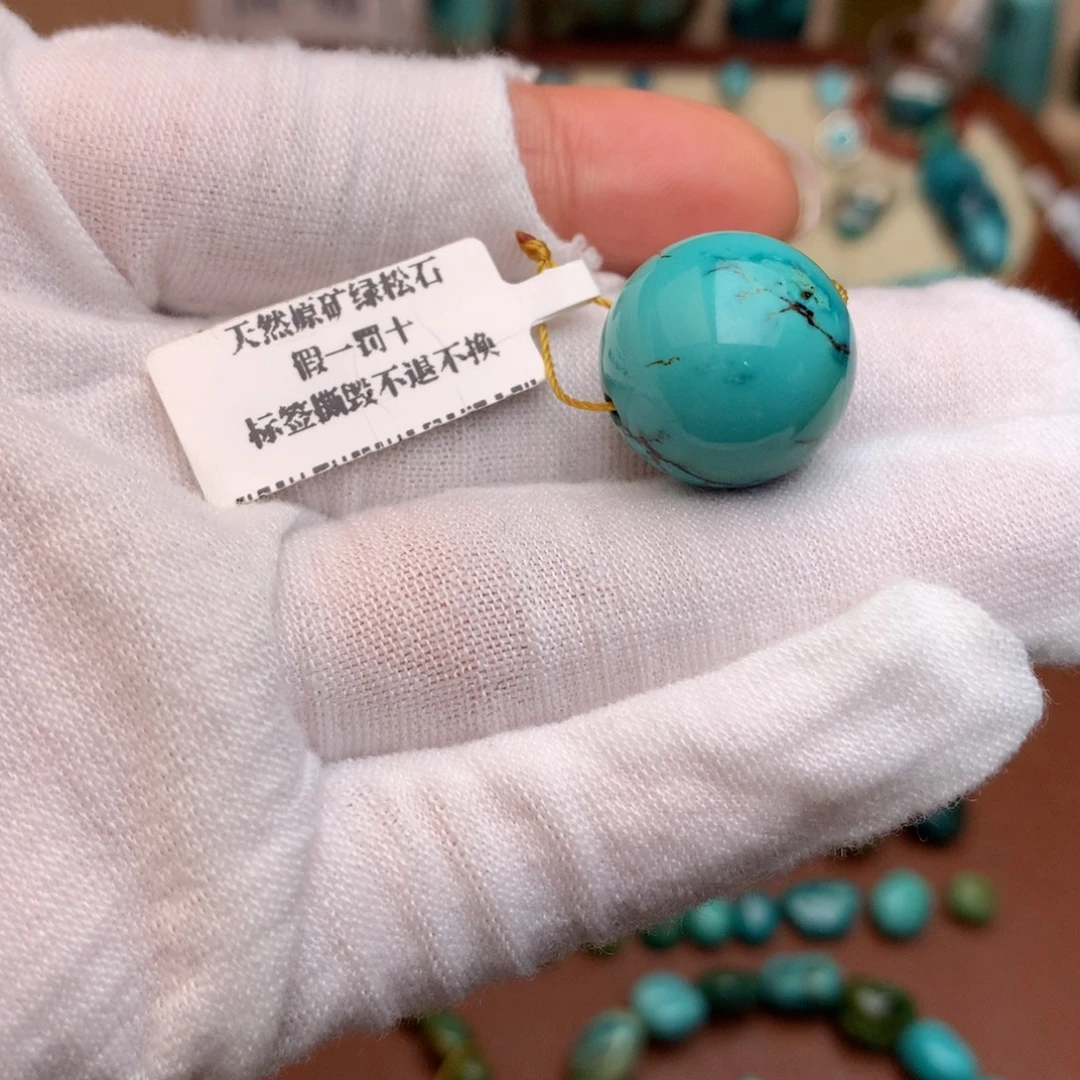 天然原矿绿松石
假一罚十
标签撕毁不退不换